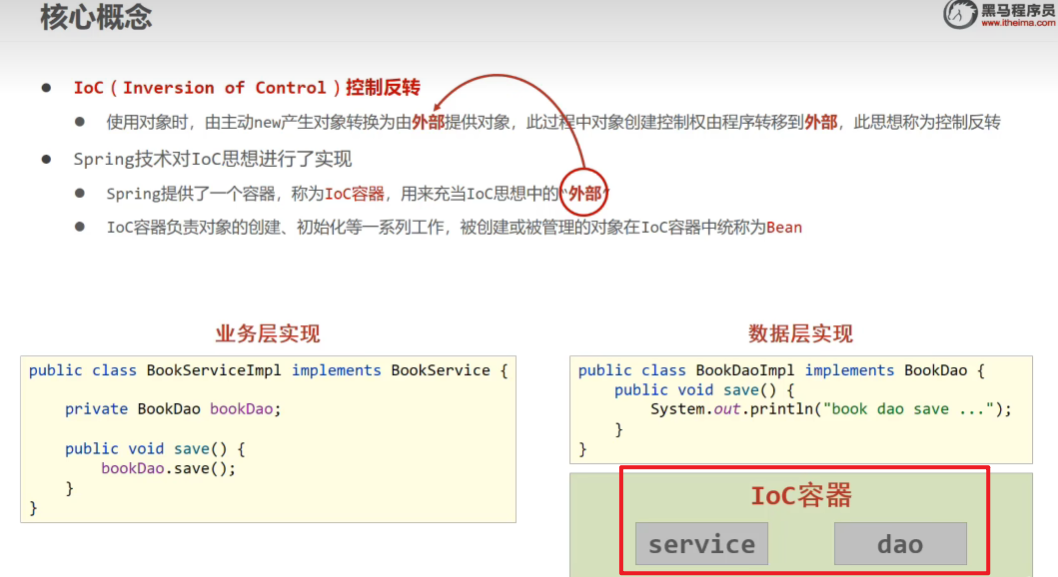 核心概念
黑马程序员
www.itheima.com
IoC（Inversion of Control）控制反转
使用对象时，由主动new产生对象转换为由外部提供对象，此过程中对象创建控制权由程序转移到外部，此思想称为控制反转
Spring技术对IoC思想进行了实现
Spring提供了一个容器，称为IoC容器，用来充当IoC思想中的“外部”
IoC容器负责对象的创建、初始化等一系列工作，被创建或被管理的对象在IoC容器中统称为Bean
业务层实现
public class BookServiceImpl implements BookService {
private BookDao bookDao;
public void save() {
bookDao.save();
}
}
数据层实现
public class BookDaoImpl implements BookDao {
public void save() {
System.out.println("book dao save ...");
}
}
IoC容器
service
dao